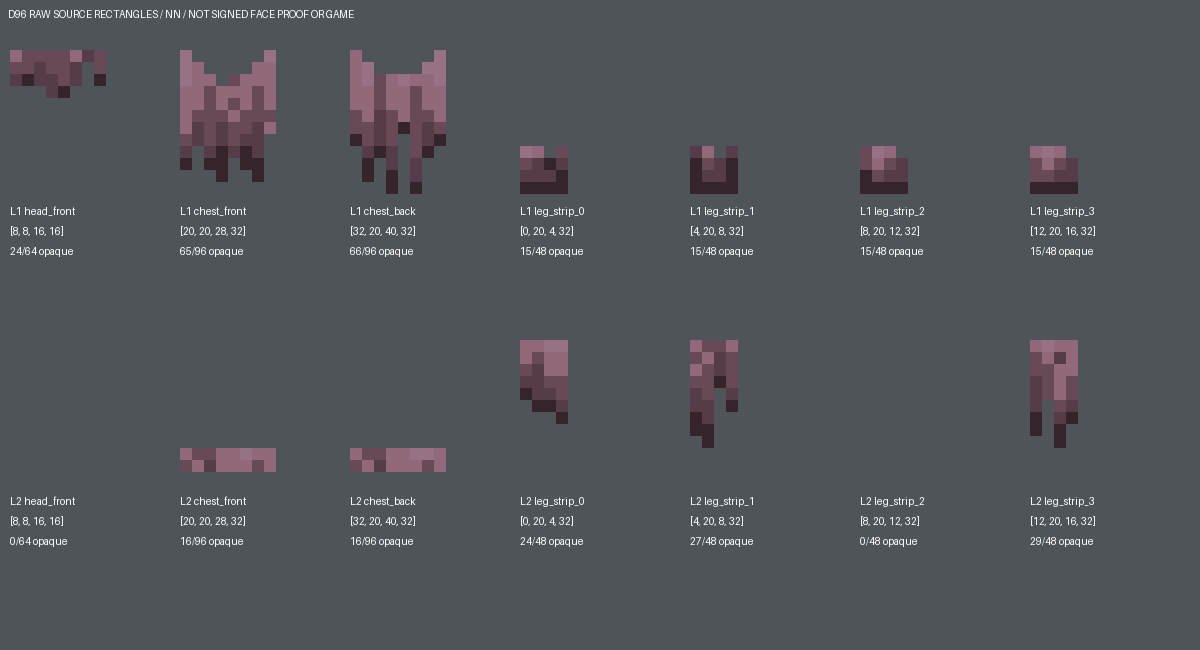 D96 RAW SOURCE RECTANGLES / NN / NOT SIGNED FACE PROOF OR GAME
L1 head_front
[8, 8, 16, 16]
24/64 opaque
L1 chest_front
[20, 20, 28, 32]
65/96 opaque
L1 chest_back
[32, 20, 40, 32]
66/96 opaque
L1 leg_strip_0
[0, 20, 4, 32]
15/48 opaque
L1 leg_strip_1
[4, 20, 8, 32]
15/48 opaque
L1 leg_strip_2
[8, 20, 12, 32]
15/48 opaque
L1 leg_strip_3
[12, 20, 16, 32]
15/48 opaque
L2 head_front
[8, 8, 16, 16]
0/64 opaque
L2 chest_front
[20, 20, 28, 32]
16/96 opaque
L2 chest_back
[32, 20, 40, 32]
16/96 opaque
L2 leg_strip_0
[0, 20, 4, 32]
24/48 opaque
L2 leg_strip_1
[4, 20, 8, 32]
27/48 opaque
L2 leg_strip_2
[8, 20, 12, 32]
0/48 opaque
L2 leg_strip_3
[12, 20, 16, 32]
29/48 opaque